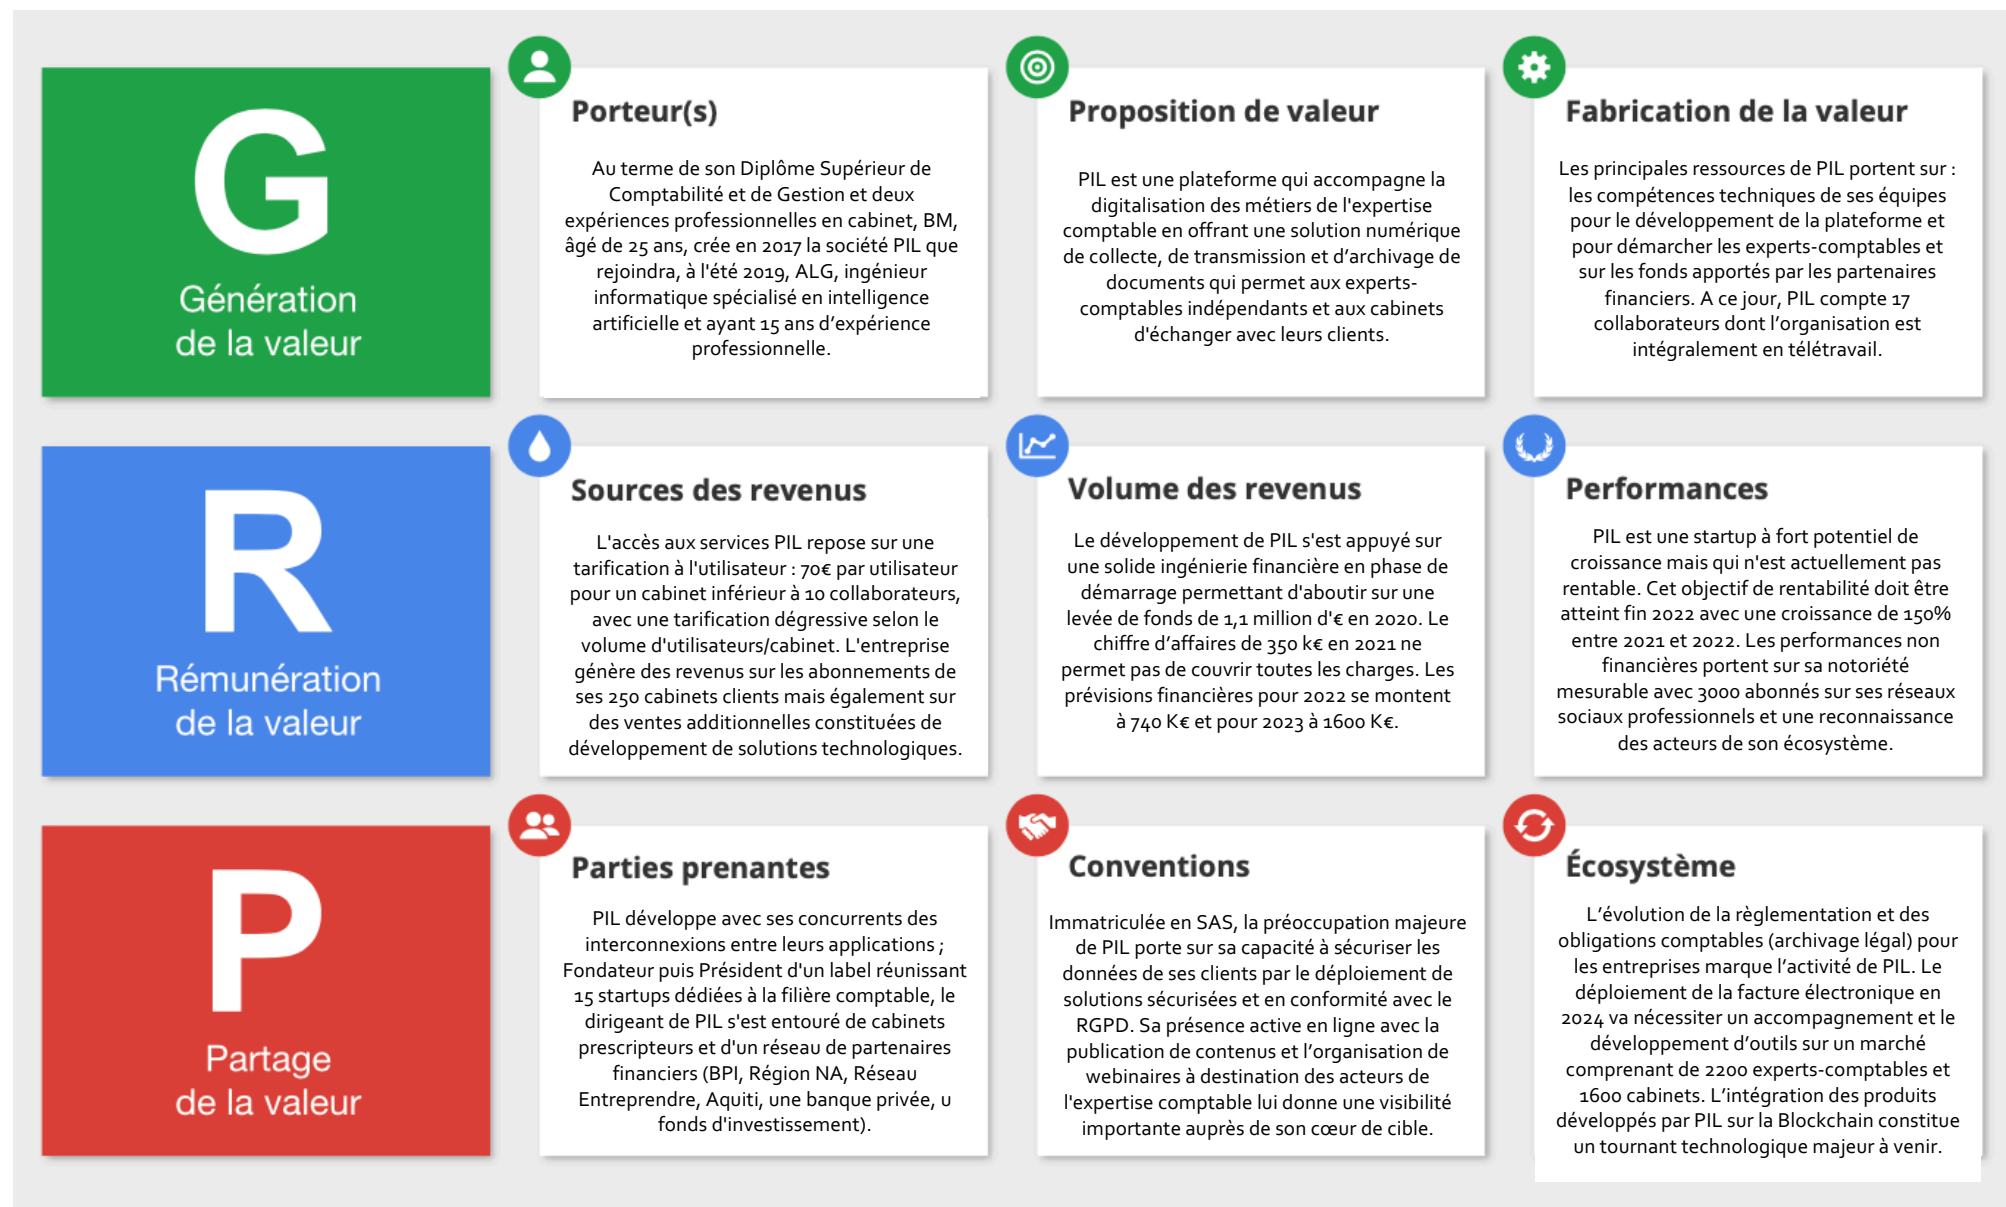 G
Génération
de la valeur
Porteur(s)
Au terme de son Diplôme Supérieur de
Comptabilité et de Gestion et deux
expériences professionnelles en cabinet, BM,
âgé de 25 ans, crée en 2017 la société PIL que
rejoindra, à l'été 2019, ALG, ingénieur
informatique spécialisé en intelligence
artificielle et ayant 15 ans d’expérience
professionnelle.
Proposition de valeur
PIL est une plateforme qui accompagne la
digitalisation des métiers de l'expertise
comptable en offrant une solution numérique
de collecte, de transmission et d’archivage de
documents qui permet aux experts-
comptables indépendants et aux cabinets
d'échanger avec leurs clients.
Fabrication de la valeur
Les principales ressources de PIL portent sur :
les compétences techniques de ses équipes
pour le développement de la plateforme et
pour démarcher les experts-comptables et
sur les fonds apportés par les partenaires
financiers. A ce jour, PIL compte 17
collaborateurs dont l’organisation est
intégralement en télétravail.
R
Rémunération
de la valeur
Sources des revenus
L'accès aux services PIL repose sur une
tarification à l'utilisateur : 70€ par utilisateur
pour un cabinet inférieur à 10 collaborateurs,
avec une tarification dégressive selon le
volume d'utilisateurs/cabinet. L'entreprise
génère des revenus sur les abonnements de
ses 250 cabinets clients mais également sur
des ventes additionnelles constituées de
développement de solutions technologiques.
Volume des revenus
Le développement de PIL s'est appuyé sur
une solide ingénierie financière en phase de
démarrage permettant d'aboutir sur une
levée de fonds de 1,1 million d'€ en 2020. Le
chiffre d’affaires de 350 k€ en 2021 ne
permet pas de couvrir toutes les charges. Les
prévisions financières pour 2022 se montent
à 740 K€ et pour 2023 à 1600 K€.
Performances
PIL est une startup à fort potentiel de
croissance mais qui n'est actuellement pas
rentable. Cet objectif de rentabilité doit être
atteint fin 2022 avec une croissance de 150%
entre 2021 et 2022. Les performances non
financières portent sur sa notoriété
mesurable avec 3000 abonnés sur ses réseaux
sociaux professionnels et une reconnaissance
des acteurs de son écosystème.
P
Partage
de la valeur
Parties prenantes
PIL développe avec ses concurrents des
interconnexions entre leurs applications ;
Fondateur puis Président d'un label réunissant
15 startups dédiées à la filière comptable, le
dirigeant de PIL s'est entouré de cabinets
prescripteurs et d'un réseau de partenaires
financiers (BPI, Région NA, Réseau
Entreprendre, Aquiti, une banque privée, u
fonds d'investissement).
Conventions
Immatriculée en SAS, la préoccupation majeure
de PIL porte sur sa capacité à sécuriser les
données de ses clients par le déploiement de
solutions sécurisées et en conformité avec le
RGPD. Sa présence active en ligne avec la
publication de contenus et l’organisation de
webinaires à destination des acteurs de
l'expertise comptable lui donne une visibilité
importante auprès de son cœur de cible.
Écosystème
L’évolution de la règlementation et des
obligations comptables (archivage légal) pour
les entreprises marque l’activité de PIL. Le
déploiement de la facture électronique en
2024 va nécessiter un accompagnement et le
développement d’outils sur un marché
comprenant de 2200 experts-comptables et
1600 cabinets. L’intégration des produits
développés par PIL sur la Blockchain constitue
un tournant technologique majeur à venir.